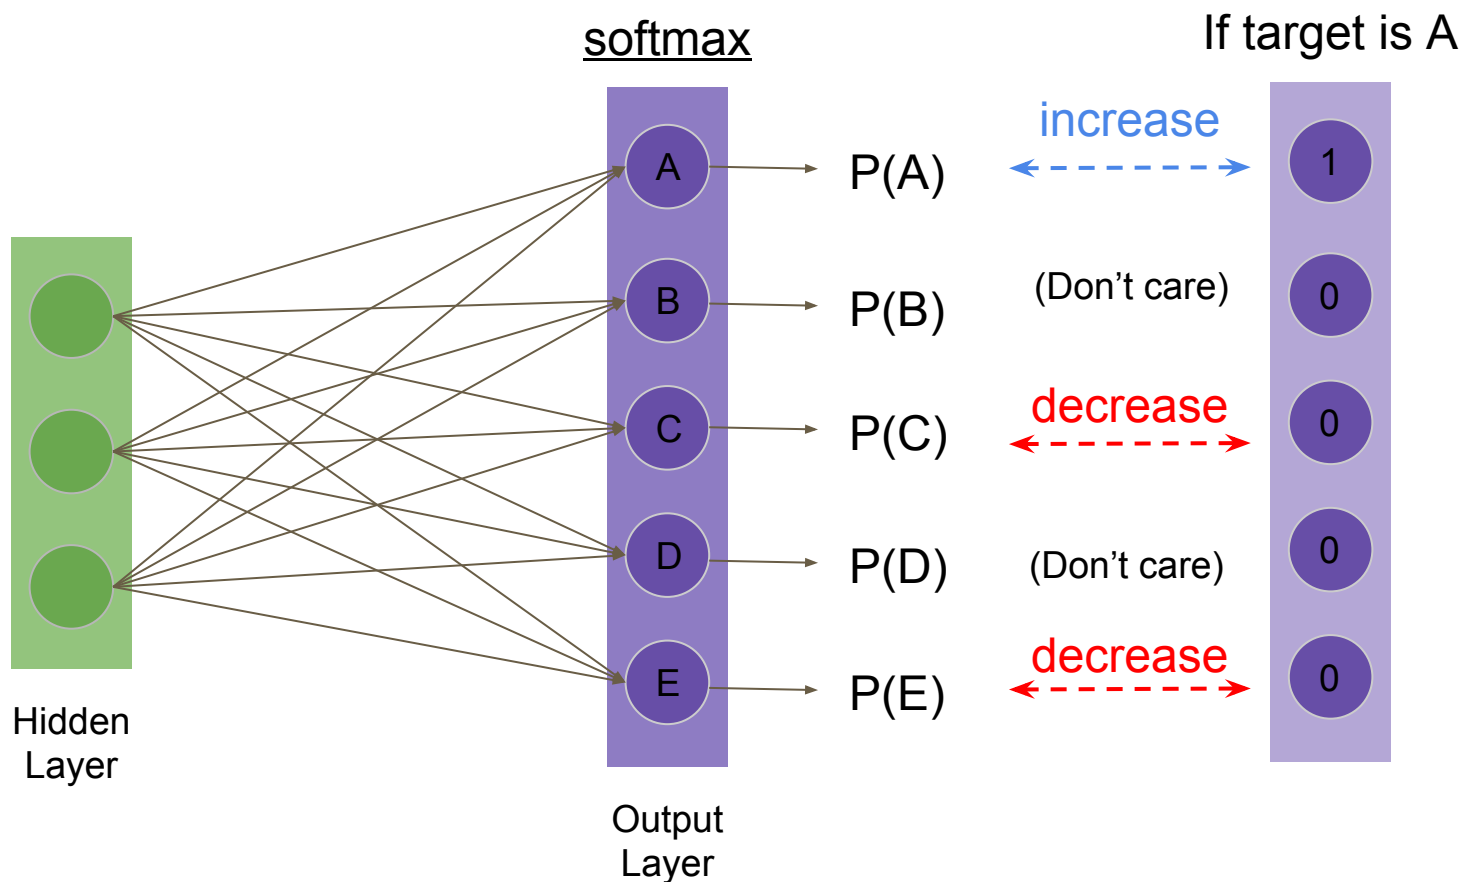 softmax
If target is A
A
P(A)
increase
1
B
P(B)
(Don’t care)
0
C
P(C)
decrease
0
D
P(D)
(Don’t care)
0
E
P(E)
decrease
0
Hidden
Layer
Output
Layer